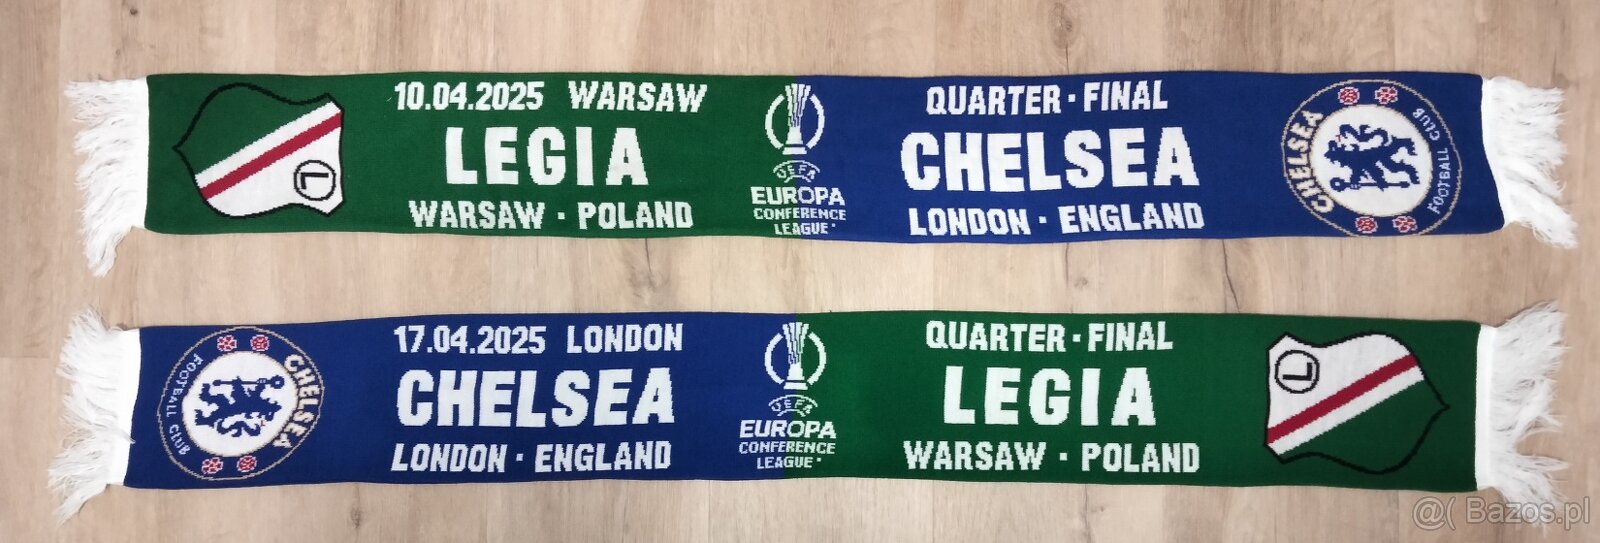 10.04.2025 WARSAW
LEGIA
WARSAW · POLAND
L
UEFA
EUROPA
CONFERENCE
LEAGUE
QUARTER · FINAL
CHELSEA
LONDON · ENGLAND
CHELSEA
FOOTBALL CLUB
CHELSEA
FOOTBALL CLUB
17.04.2025 LONDON
CHELSEA
LONDON · ENGLAND
UEFA
EUROPA
CONFERENCE
LEAGUE
QUARTER · FINAL
LEGIA
WARSAW · POLAND
L
@( Bazos.pl